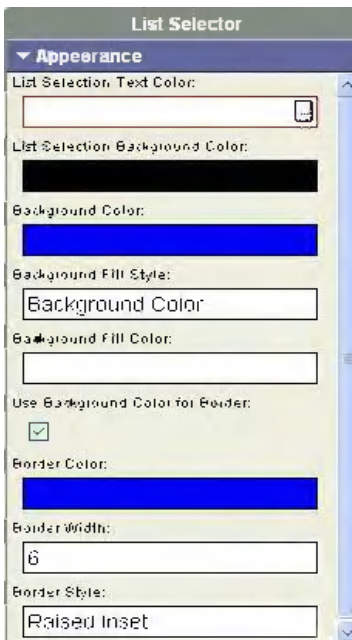 List Selector
Appearance
List Selection Text Color:
...
List Selection Background Color:
Background Color:
Background Fill Style:
Background Color
Background Fill Color:
Use Background Color for Border:
Border Color:
Border Width:
6
Border Style:
Raised Inset